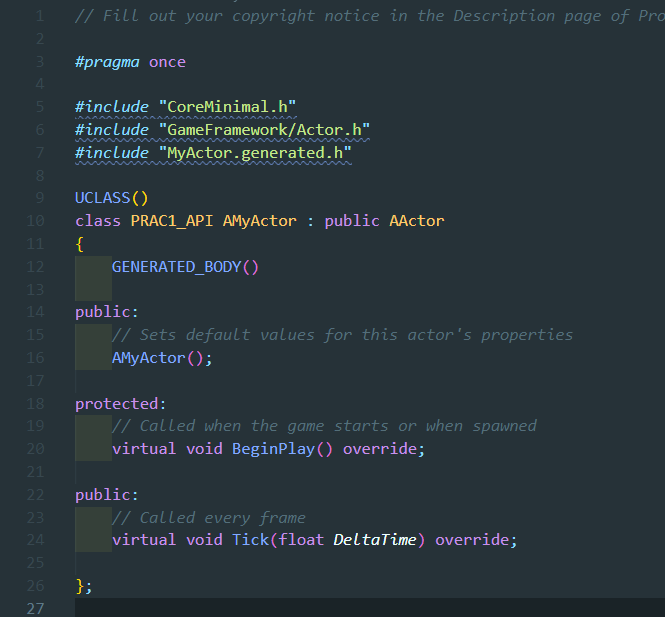 1 // Fill out your copyright notice in the Description page of Pro
2
3 #pragma once
4
5 #include "CoreMinimal.h"
6 #include "GameFramework/Actor.h"
7 #include "MyActor.generated.h"
8
9 UCLASS()
10 class PRAC1_API AMyActor : public AActor
11 {
12 GENERATED_BODY()
13
14 public:
15 // Sets default values for this actor's properties
16 AMyActor();
17
18 protected:
19 // Called when the game starts or when spawned
20 virtual void BeginPlay() override;
21
22 public:
23 // Called every frame
24 virtual void Tick(float DeltaTime) override;
25
26 };
27